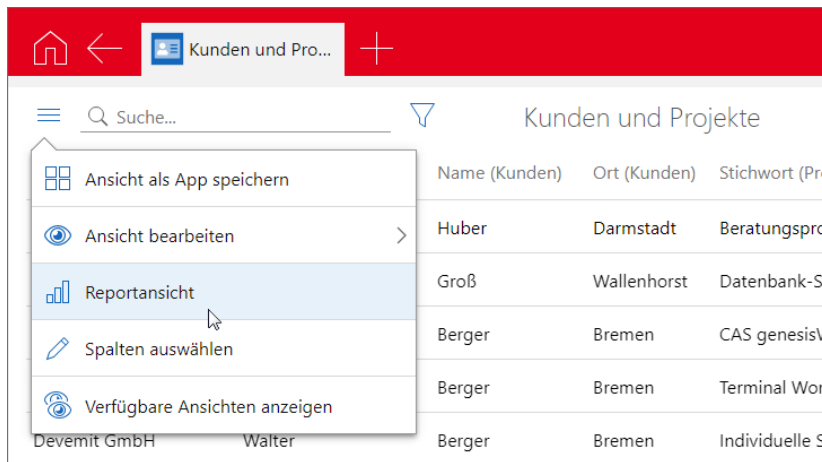 Kunden und Pro...
Suche...
Kunden und Projekte
Ansicht als App speichern
Ansicht bearbeiten
Reportansicht
Spalten auswählen
Verfügbare Ansichten anzeigen
Name (Kunden) Ort (Kunden) Stichwort (Pr
Huber Darmstadt Beratungspro
Groß Wallenhorst Datenbank-S
Berger Bremen CAS genesisW
Berger Bremen Terminal Wor
Devemit GmbH Walter Berger Bremen Individuelle S